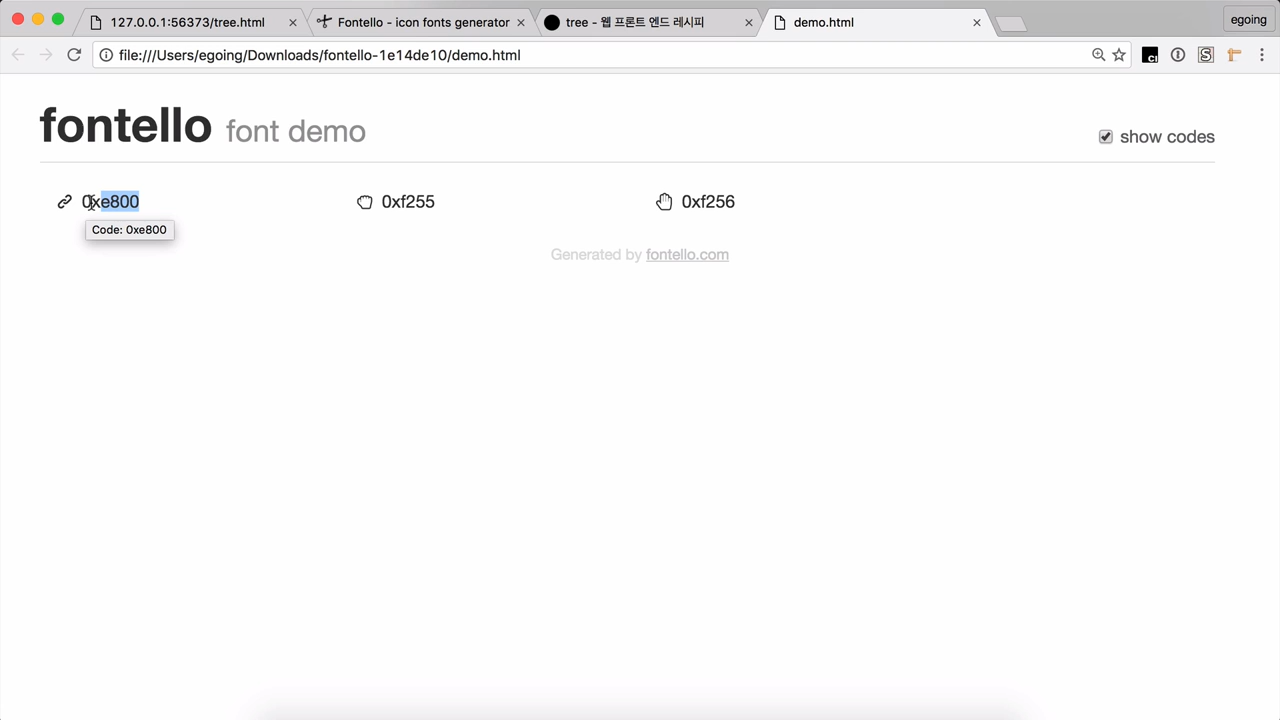 127.0.0.1:56373/tree.html
Fontello - icon fonts generator
tree - 웹 프론트 엔드 레시피
demo.html
egoing
file:///Users/egoing/Downloads/fontello-1e14de10/demo.html
fontello font demo
show codes
0xe800
0xf255
0xf256
Code: 0xe800
Generated by fontello.com